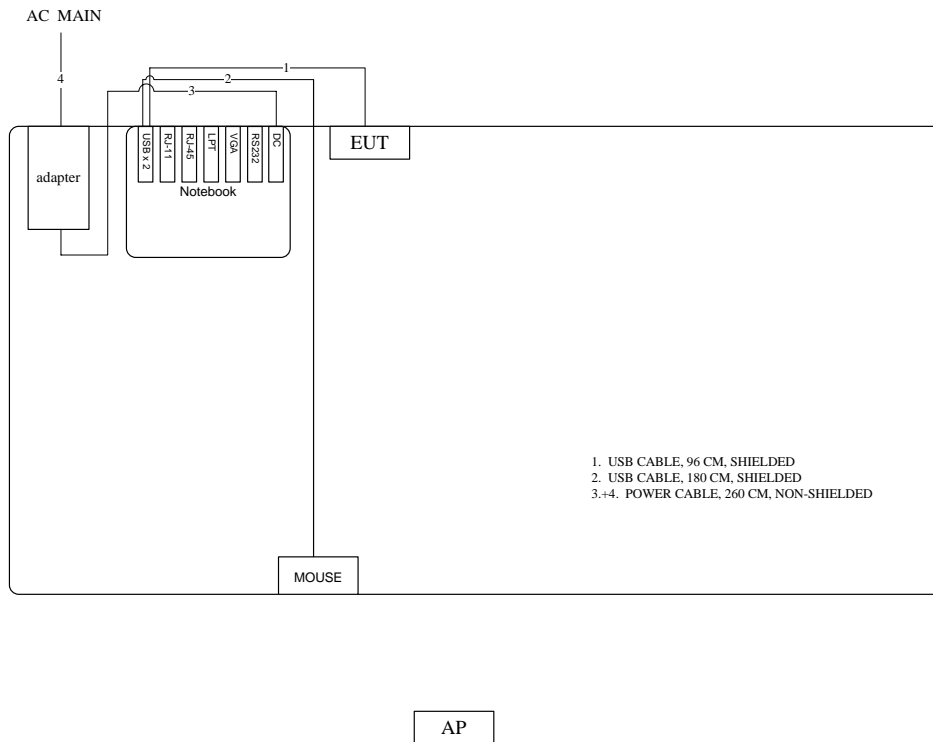 AC MAIN
1
2
4
3
USB x 2
RJ-11
RJ-45
LPT
VGA
RS232
DC
EUT
adapter
Notebook
1. USB CABLE, 96 CM, SHIELDED
2. USB CABLE, 180 CM, SHIELDED
3.+4. POWER CABLE, 260 CM, NON-SHIELDED
MOUSE
AP